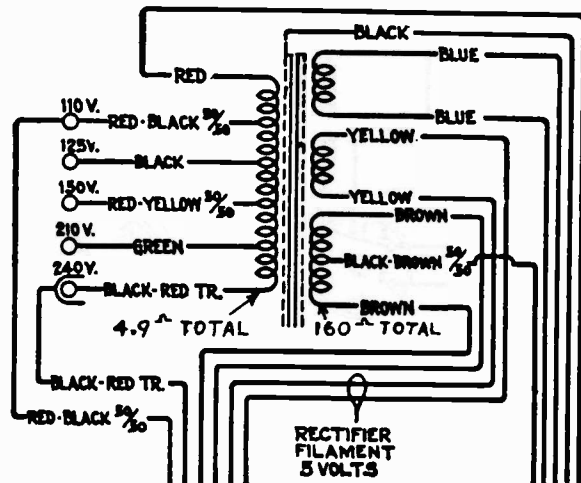 BLACK
BLUE
RED
110V.
RED-BLACK 50/50
BLUE
125V.
BLACK
YELLOW
150V.
RED-YELLOW 50/50
YELLOW
210V.
GREEN
BROWN
240V.
BLACK-BROWN 50/50
BLACK-RED TR.
BROWN
4.9 Ω TOTAL
160 Ω TOTAL
BLACK-RED TR.
RED-BLACK 50/50
RECTIFIER
FILAMENT
5 VOLTS